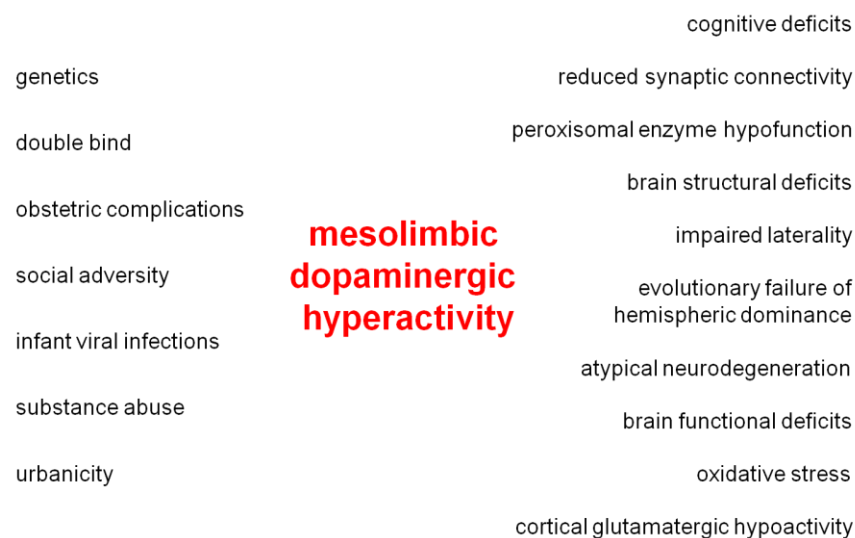 genetics
double bind
obstetric complications
social adversity
infant viral infections
substance abuse
urbanicity
mesolimbic
dopaminergic
hyperactivity
cognitive deficits
reduced synaptic connectivity
peroxisomal enzyme hypofunction
brain structural deficits
impaired laterality
evolutionary failure of
hemispheric dominance
atypical neurodegeneration
brain functional deficits
oxidative stress
cortical glutamatergic hypoactivity